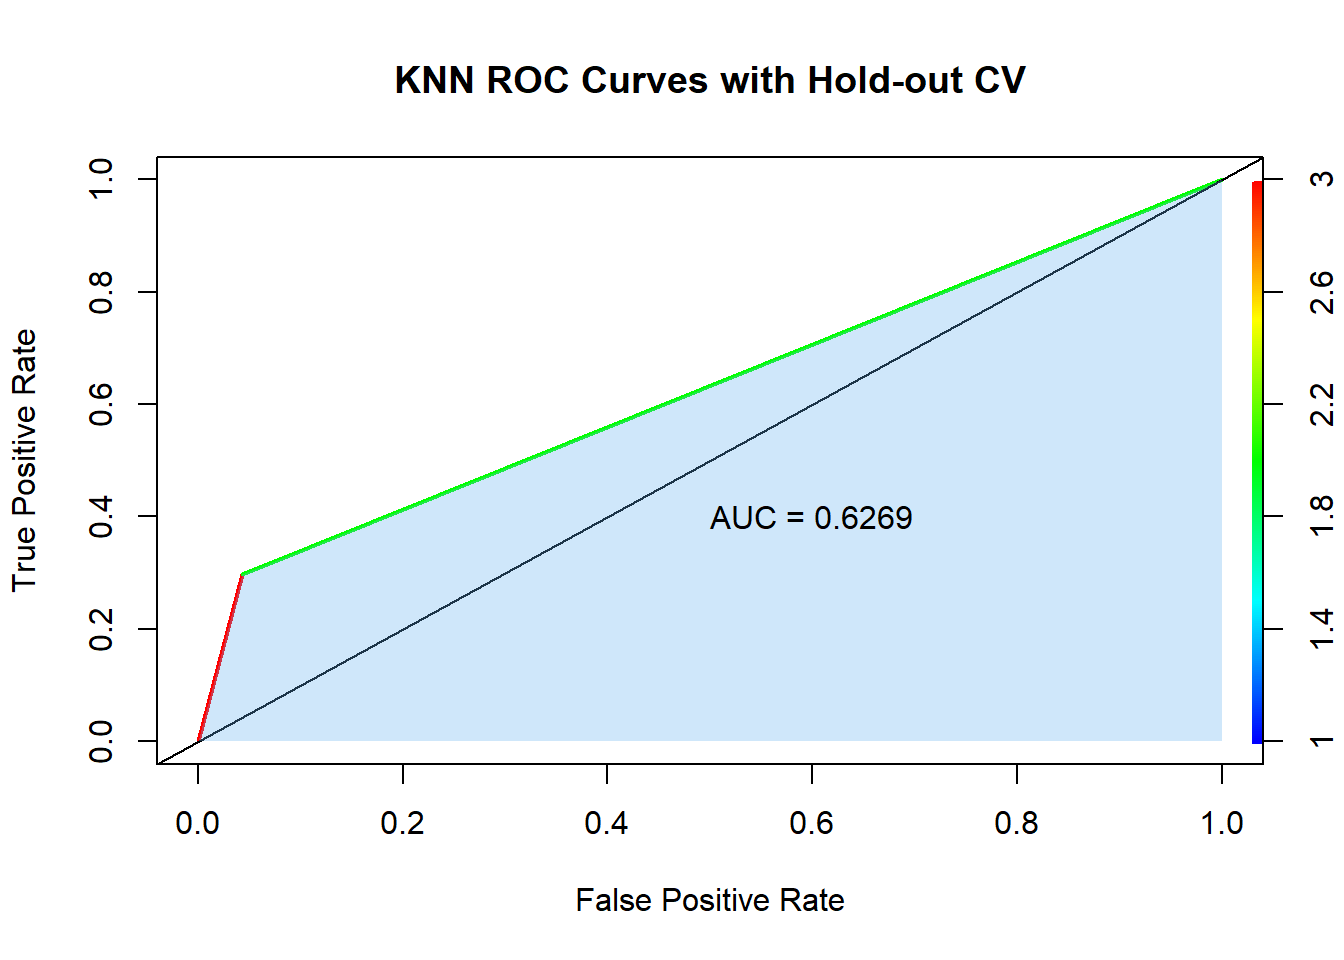 KNN ROC Curves with Hold-out CV
True Positive Rate
1.0
0.8
0.6
0.4
0.2
0.0
AUC = 0.6269
3
2.6
2.2
1.8
1.4
1
0.0 0.2 0.4 0.6 0.8 1.0
False Positive Rate